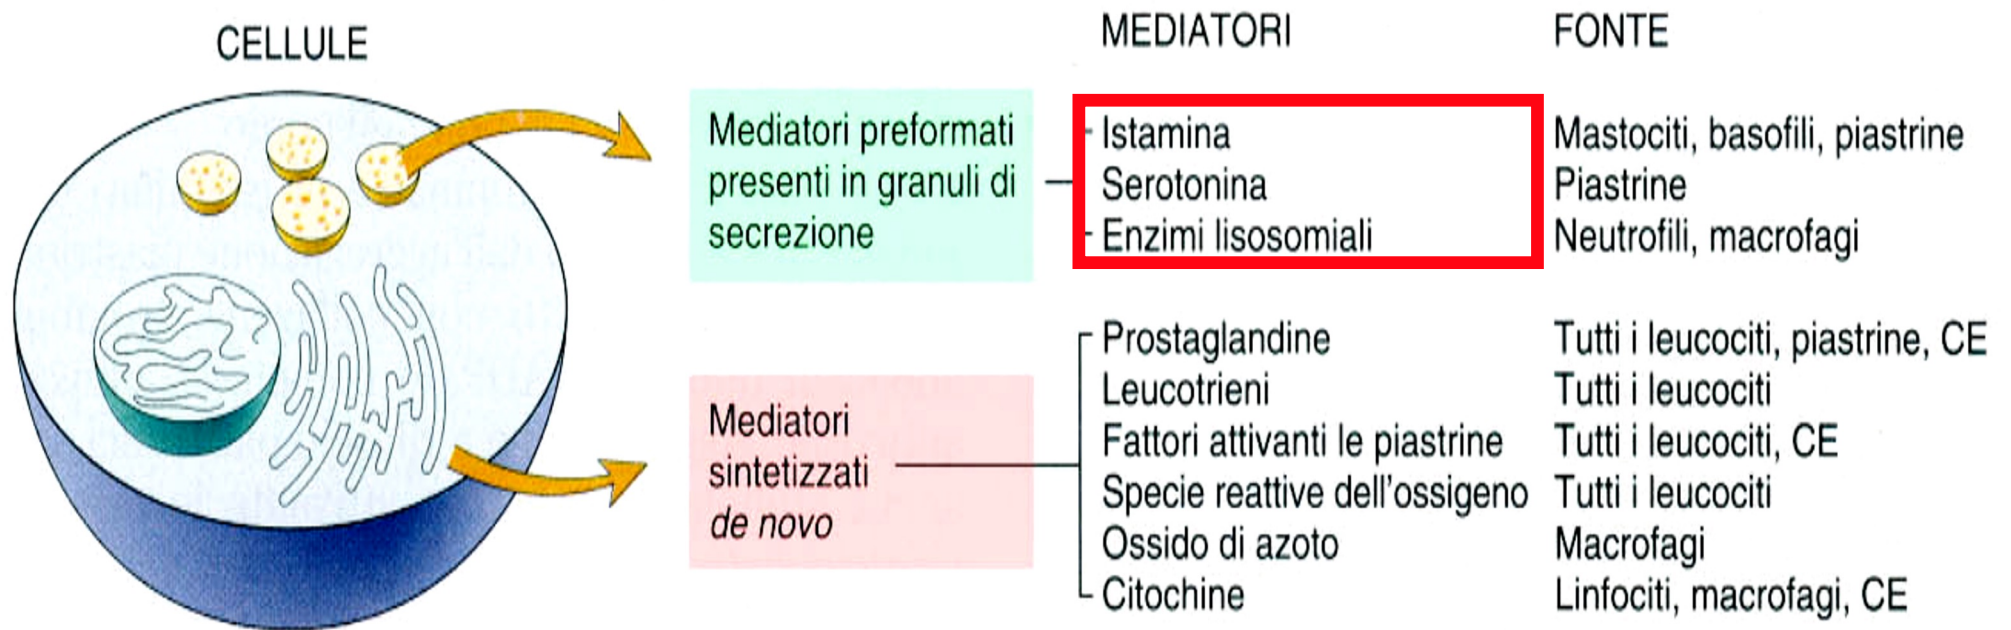 CELLULE
MEDIATORI
FONTE
Mediatori preformati
presenti in granuli di
secrezione
Istamina
Mastociti, basofili, piastrine
Serotonina
Piastrine
Enzimi lisosomiali
Neutrofili, macrofagi
Mediatori
sintetizzati
de novo
Prostaglandine
Tutti i leucociti, piastrine, CE
Leucotrieni
Tutti i leucociti
Fattori attivanti le piastrine
Tutti i leucociti, CE
Specie reattive dell'ossigeno
Tutti i leucociti
Ossido di azoto
Macrofagi
Citochine
Linfociti, macrofagi, CE